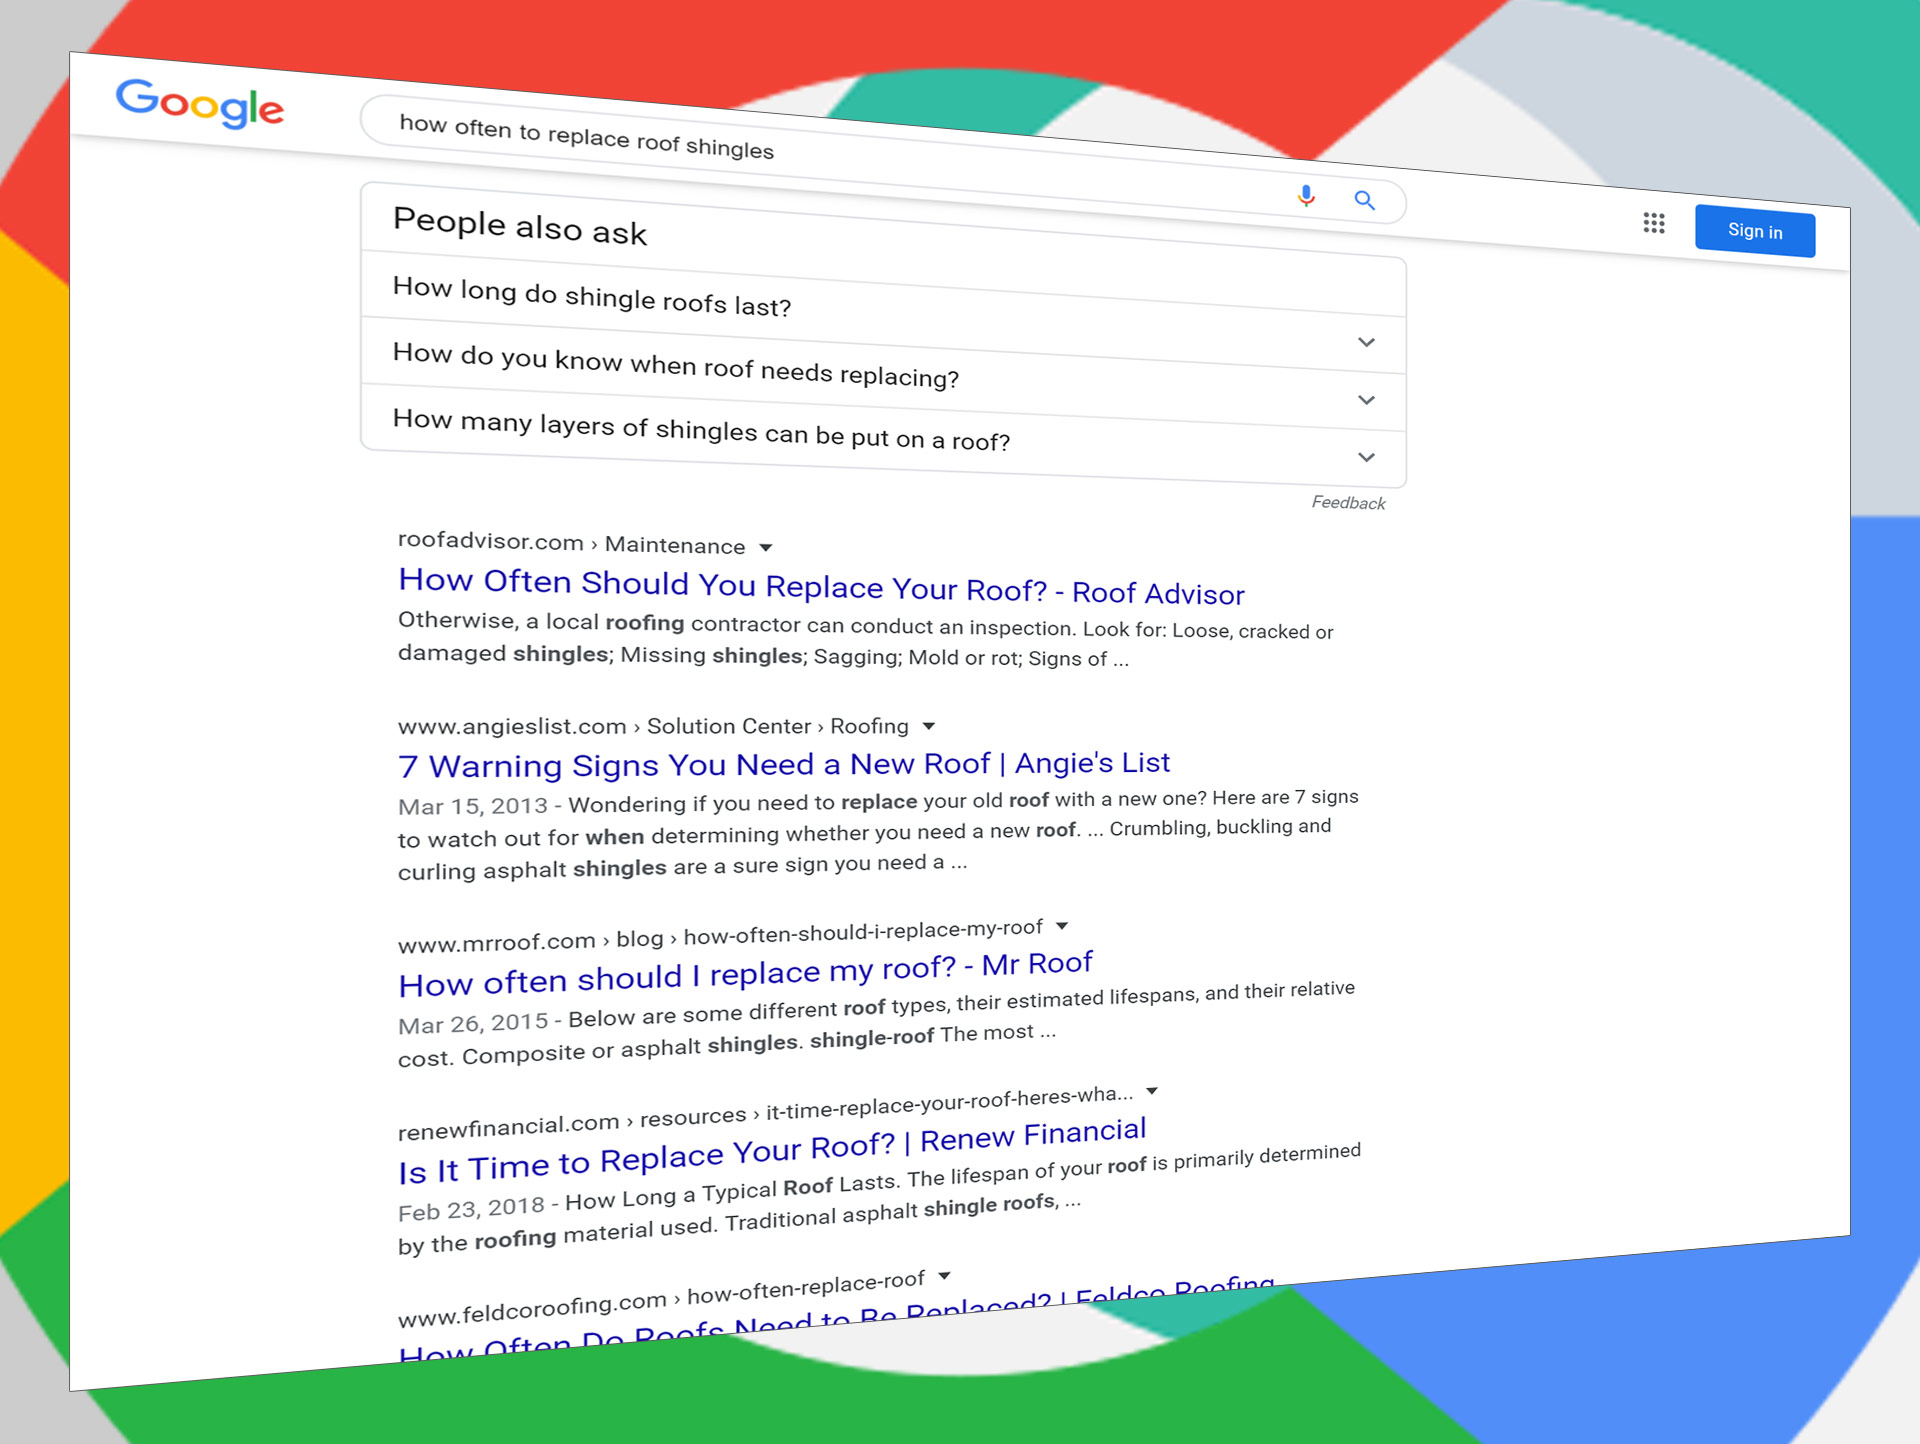 Google
how often to replace roof shingles
Sign in
People also ask
How long do shingle roofs last?
How do you know when roof needs replacing?
How many layers of shingles can be put on a roof?
Feedback
roofadvisor.com › Maintenance
How Often Should You Replace Your Roof? - Roof Advisor
Otherwise, a local roofing contractor can conduct an inspection. Look for: Loose, cracked or
damaged shingles; Missing shingles; Sagging; Mold or rot; Signs of ...
www.angieslist.com › Solution Center › Roofing
7 Warning Signs You Need a New Roof | Angie's List
Mar 15, 2013 - Wondering if you need to replace your old roof with a new one? Here are 7 signs
to watch out for when determining whether you need a new roof. ... Crumbling, buckling and
curling asphalt shingles are a sure sign you need a ...
www.mrroof.com › blog › how-often-should-i-replace-my-roof
How often should I replace my roof? - Mr Roof
Mar 26, 2015 - Below are some different roof types, their estimated lifespans, and their relative
cost. Composite or asphalt shingles. shingle-roof The most ...
renewfinancial.com › resources › it-time-replace-your-roof-heres-wha...
Is It Time to Replace Your Roof? | Renew Financial
Feb 23, 2018 - How Long a Typical Roof Lasts. The lifespan of your roof is primarily determined
by the roofing material used. Traditional asphalt shingle roofs, ...
www.feldcoroofing.com › how-often-replace-roof
How Often Do Roofs Need to Be Replaced? | Feldco Roofing